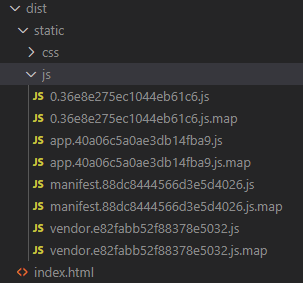 dist
static
css
js
JS 0.36e8e275ec1044eb61c6.js
JS 0.36e8e275ec1044eb61c6.js.map
JS app.40a06c5a0ae3db14fba9.js
JS app.40a06c5a0ae3db14fba9.js.map
JS manifest.88dc8444566d3e5d4026.js
JS manifest.88dc8444566d3e5d4026.js.map
JS vendor.e82fabb52f88378e5032.js
JS vendor.e82fabb52f88378e5032.js.map
<> index.html